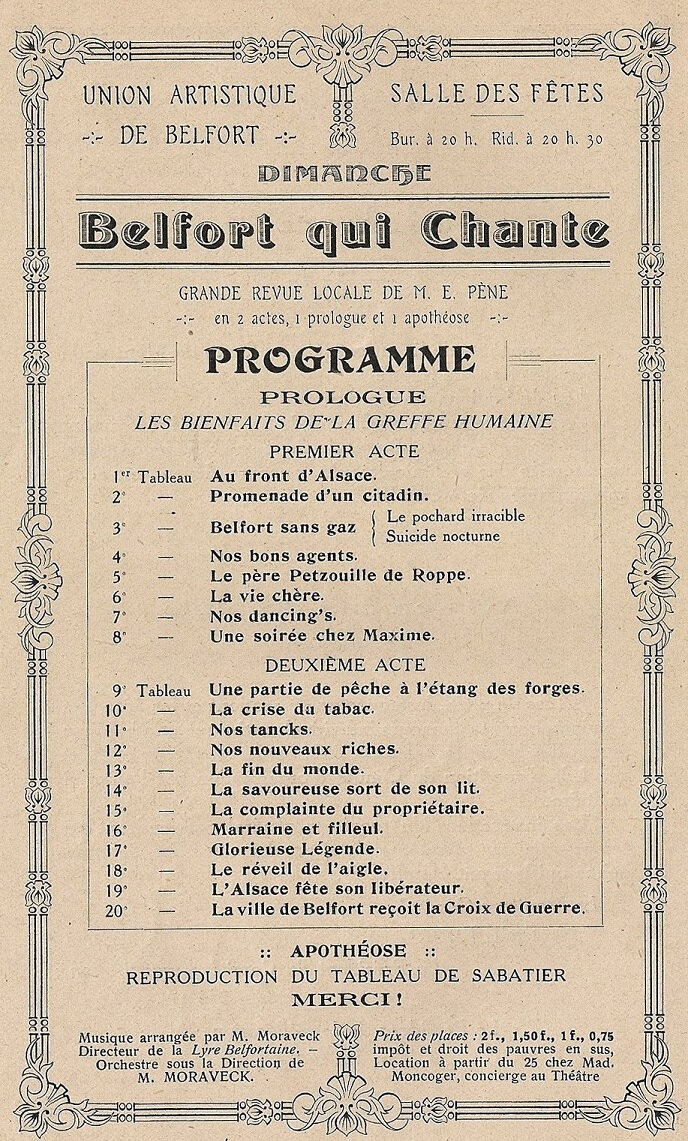 UNION ARTISTIQUE
-:- DE BELFORT -:-
SALLE DES FÊTES
Bur. à 20 h. Rid. à 20 h. 30
DIMANCHE
Belfort qui Chante
GRANDE REVUE LOCALE DE M. E. PÈNE
-:- en 2 actes, 1 prologue et 1 apothéose -:-
PROGRAMME
PROLOGUE
LES BIENFAITS DE LA GREFFE HUMAINE
PREMIER ACTE
1er Tableau Au front d'Alsace.
2e — Promenade d'un citadin.
3e — Belfort sans gaz { Le pochard irracible
Suicide nocturne
4e — Nos bons agents.
5e — Le père Petzouille de Roppe.
6e — La vie chère.
7e — Nos dancing's.
8e — Une soirée chez Maxime.
DEUXIÈME ACTE
9e Tableau Une partie de pêche à l'étang des forges.
10e — La crise du tabac.
11e — Nos tancks.
12e — Nos nouveaux riches.
13e — La fin du monde.
14e — La savoureuse sort de son lit.
15e — La complainte du propriétaire.
16e — Marraine et filleul.
17e — Glorieuse Légende.
18e — Le réveil de l'aigle.
19e — L'Alsace fête son libérateur.
20e — La ville de Belfort reçoit la Croix de Guerre.
:: APOTHÉOSE ::
REPRODUCTION DU TABLEAU DE SABATIER
MERCI !
Musique arrangée par M. Moraveck
Directeur de la Lyre Belfortaine. —
Orchestre sous la Direction de
M. MORAVECK.
Prix des places : 2 f., 1,50 f., 1 f., 0,75
impôt et droit des pauvres en sus,
Location à partir du 25 chez Mad.
Moncoger, concierge au Théâtre